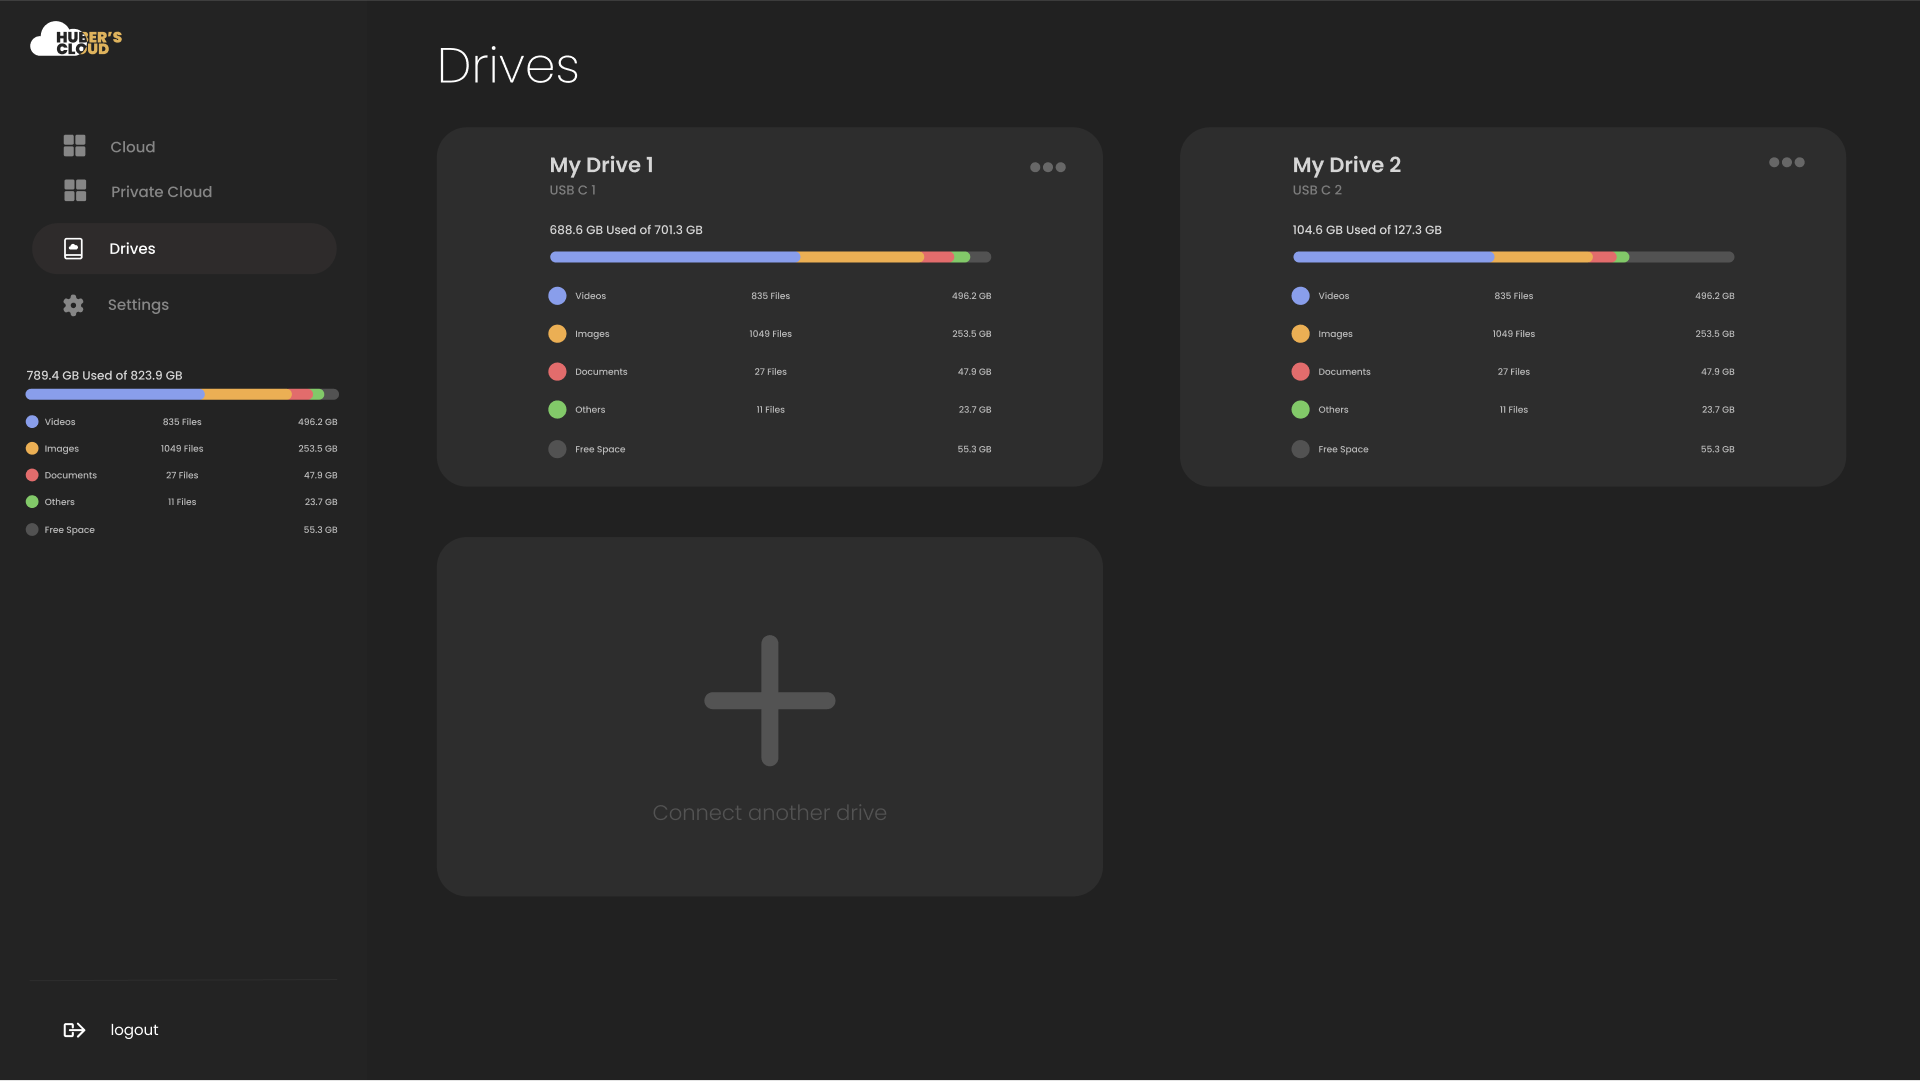 HUBER'S
CLOUD
Cloud
Private Cloud
Drives
Settings
789.4 GB Used of 823.9 GB
Videos 835 Files 496.2 GB
Images 1049 Files 253.5 GB
Documents 27 Files 47.9 GB
Others 11 Files 23.7 GB
Free Space 55.3 GB
logout
Drives
My Drive 1
USB C 1
688.6 GB Used of 701.3 GB
Videos 835 Files 496.2 GB
Images 1049 Files 253.5 GB
Documents 27 Files 47.9 GB
Others 11 Files 23.7 GB
Free Space 55.3 GB
My Drive 2
USB C 2
104.6 GB Used of 127.3 GB
Videos 835 Files 496.2 GB
Images 1049 Files 253.5 GB
Documents 27 Files 47.9 GB
Others 11 Files 23.7 GB
Free Space 55.3 GB
Connect another drive